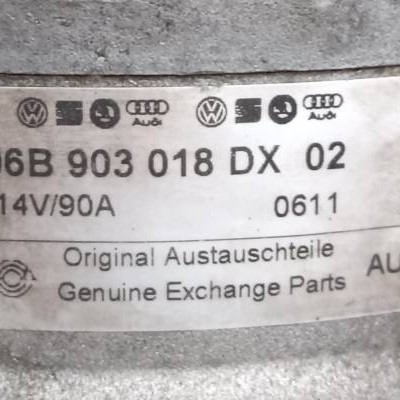 Audi Audi
06B 903 018 DX 02
14V/90A 0611
Original Austauschteile
Genuine Exchange Parts AU